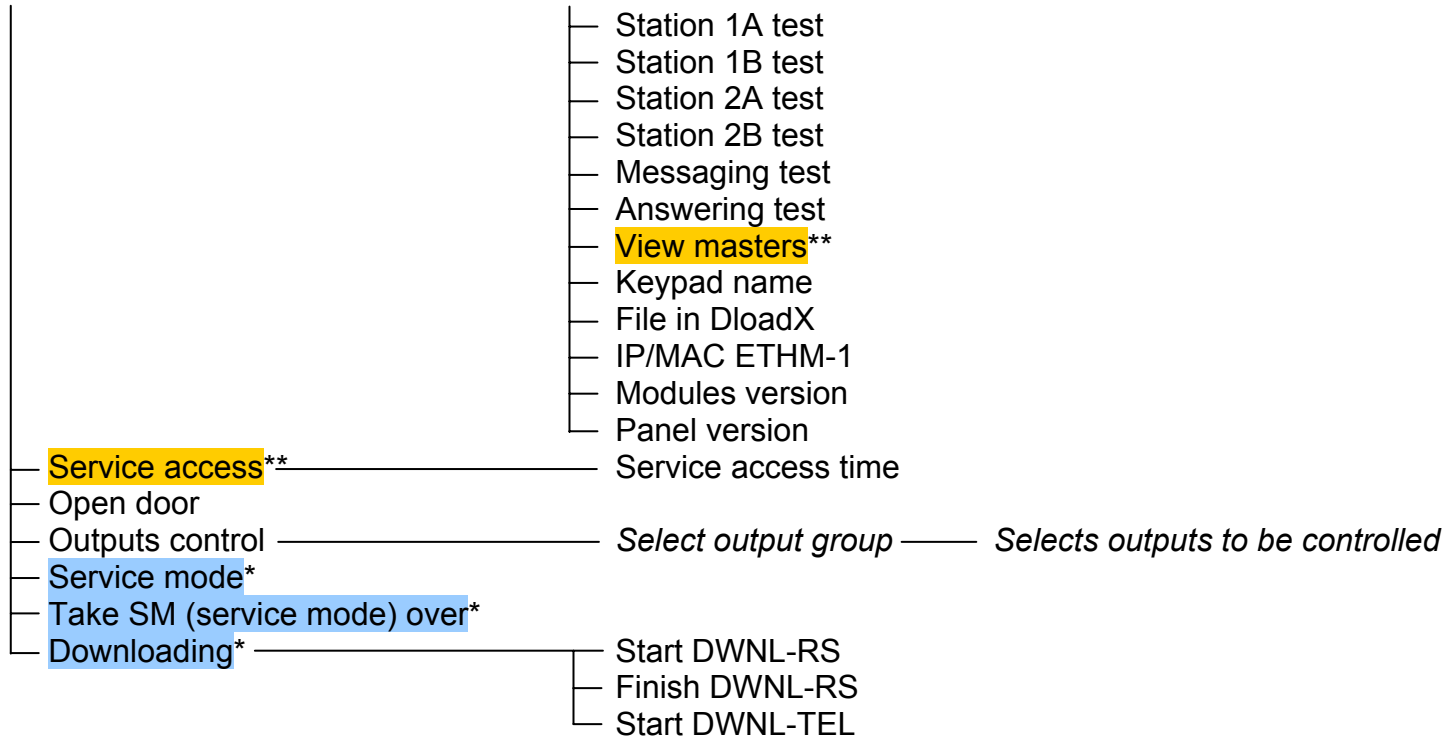 Station 1A test
Station 1B test
Station 2A test
Station 2B test
Messaging test
Answering test
View masters**
Keypad name
File in DloadX
IP/MAC ETHM-1
Modules version
Panel version
Service access** Service access time
Open door
Outputs control Select output group Selects outputs to be controlled
Service mode*
Take SM (service mode) over*
Downloading* Start DWNL-RS
Finish DWNL-RS
Start DWNL-TEL